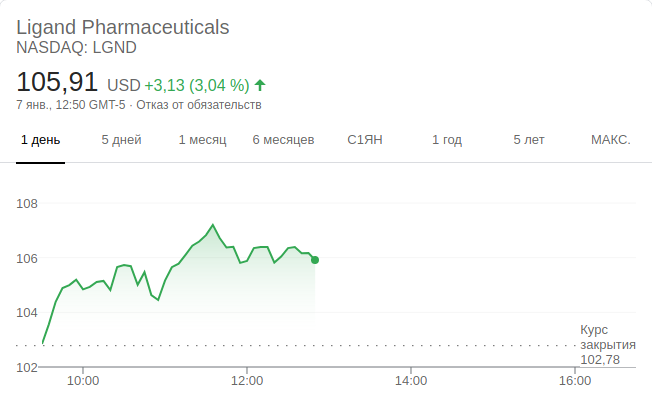 Ligand Pharmaceuticals
NASDAQ: LGND
105,91 USD +3,13 (3,04 %)
7 янв., 12:50 GMT-5 · Отказ от обязательств
1 день 5 дней 1 месяц 6 месяцев С1ЯН 1 год 5 лет МАКС.
108
106
104
Курс
закрытия
102,78
102
10:00 12:00 14:00 16:00